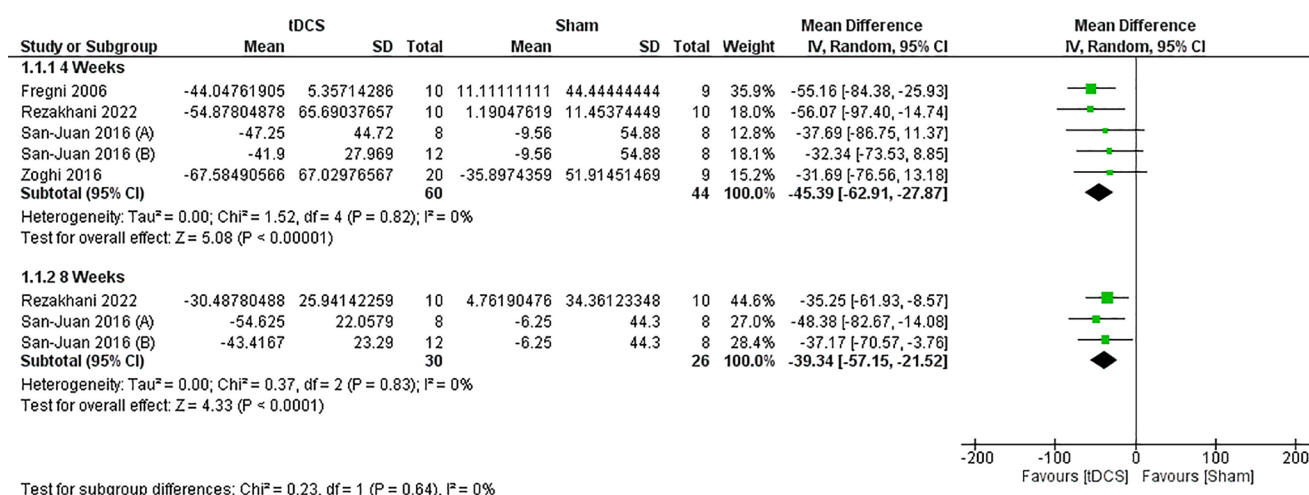 tDCS Sham Mean Difference Mean Difference
Study or Subgroup Mean SD Total Mean SD Total Weight IV, Random, 95% CI IV, Random, 95% CI
1.1.1 4 Weeks
Fregni 2006 -44.04761905 5.35714286 10 11.11111111 44.44444444 9 35.9% -55.16 [-84.38, -25.93]
Rezakhani 2022 -54.87804878 65.69037657 10 1.19047619 11.45374449 10 18.0% -56.07 [-97.40, -14.74]
San-Juan 2016 (A) -47.25 44.72 8 -9.56 54.88 8 12.8% -37.69 [-86.75, 11.37]
San-Juan 2016 (B) -41.9 27.969 12 -9.56 54.88 8 18.1% -32.34 [-73.53, 8.85]
Zoghi 2016 -67.58490566 67.02976567 20 -35.8974359 51.91451469 9 15.2% -31.69 [-76.56, 13.18]
Subtotal (95% CI) 60 44 100.0% -45.39 [-62.91, -27.87]
Heterogeneity: Tau² = 0.00; Chi² = 1.52, df = 4 (P = 0.82); I² = 0%
Test for overall effect: Z = 5.08 (P < 0.00001)
1.1.2 8 Weeks
Rezakhani 2022 -30.48780488 25.94142259 10 4.76190476 34.36123348 10 44.6% -35.25 [-61.93, -8.57]
San-Juan 2016 (A) -54.625 22.0579 8 -6.25 44.3 8 27.0% -48.38 [-82.67, -14.08]
San-Juan 2016 (B) -43.4167 23.29 12 -6.25 44.3 8 28.4% -37.17 [-70.57, -3.76]
Subtotal (95% CI) 30 26 100.0% -39.34 [-57.15, -21.52]
Heterogeneity: Tau² = 0.00; Chi² = 0.37, df = 2 (P = 0.83); I² = 0%
Test for overall effect: Z = 4.33 (P < 0.0001)
-200 -100 0 100 200
Favours [tDCS] Favours [Sham]
Test for subgroup differences: Chi² = 0.23, df = 1 (P = 0.64), I² = 0%